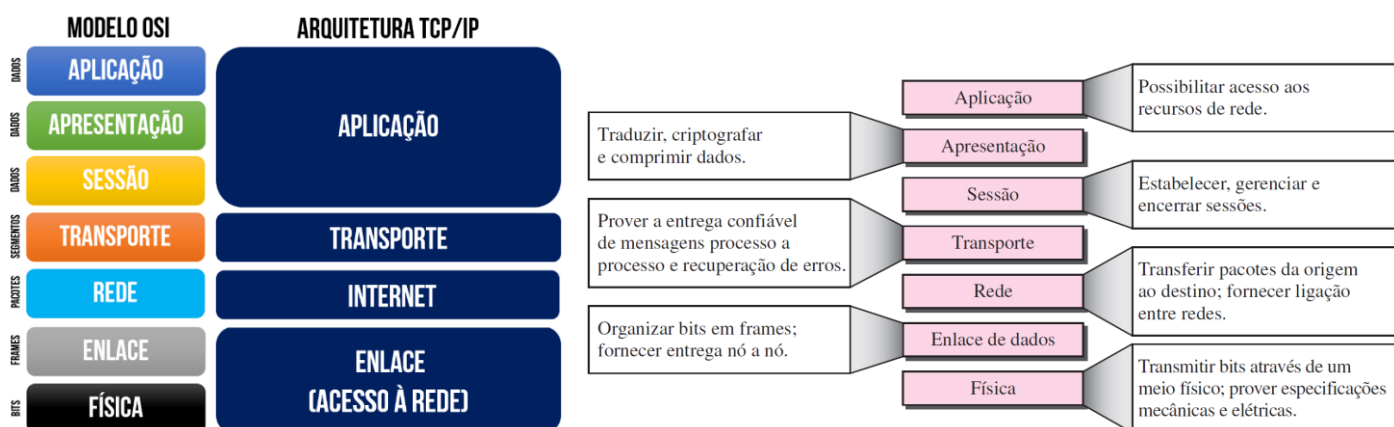 MODELO OSI
ARQUITETURA TCP/IP
DADOS
APLICAÇÃO
DADOS
APRESENTAÇÃO
DADOS
SESSÃO
SEGMENTOS
TRANSPORTE
PACOTES
REDE
FRAMES
ENLACE
BITS
FÍSICA
APLICAÇÃO
TRANSPORTE
INTERNET
ENLACE
(ACESSO À REDE)
Aplicação
Possibilitar acesso aos
recursos de rede.
Traduzir, criptografar
e comprimir dados.
Apresentação
Sessão
Estabelecer, gerenciar e
encerrar sessões.
Prover a entrega confiável
de mensagens processo a
processo e recuperação de erros.
Transporte
Rede
Transferir pacotes da origem
ao destino; fornecer ligação
entre redes.
Organizar bits em frames;
fornecer entrega nó a nó.
Enlace de dados
Física
Transmitir bits através de um
meio físico; prover especificações
mecânicas e elétricas.